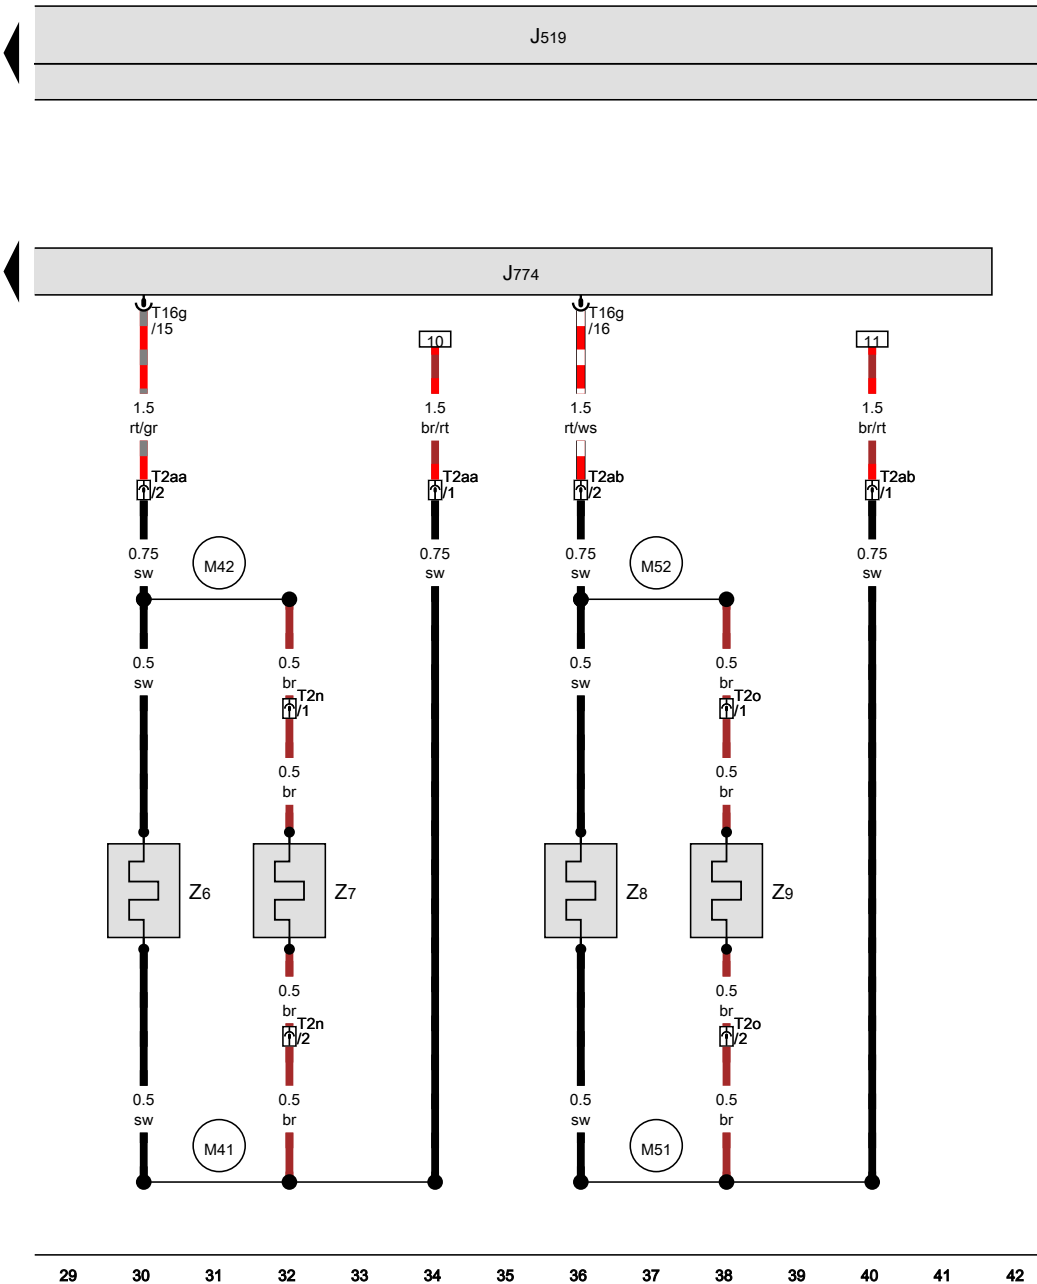 J519
J774
T16g
/15
T16g
/16
10
11
1.5
rt/gr
1.5
br/rt
1.5
rt/ws
1.5
br/rt
T2aa
/2
T2aa
/1
T2ab
/2
T2ab
/1
0.75
sw
M42
0.75
sw
0.75
sw
M52
0.75
sw
0.5
sw
0.5
br
0.5
sw
0.5
br
T2n
/1
T2o
/1
0.5
br
0.5
br
Z6
Z7
Z8
Z9
0.5
br
0.5
br
T2n
/2
T2o
/2
0.5
sw
0.5
br
0.5
sw
0.5
br
M41
M51
29 30 31 32 33 34 35 36 37 38 39 40 41 42